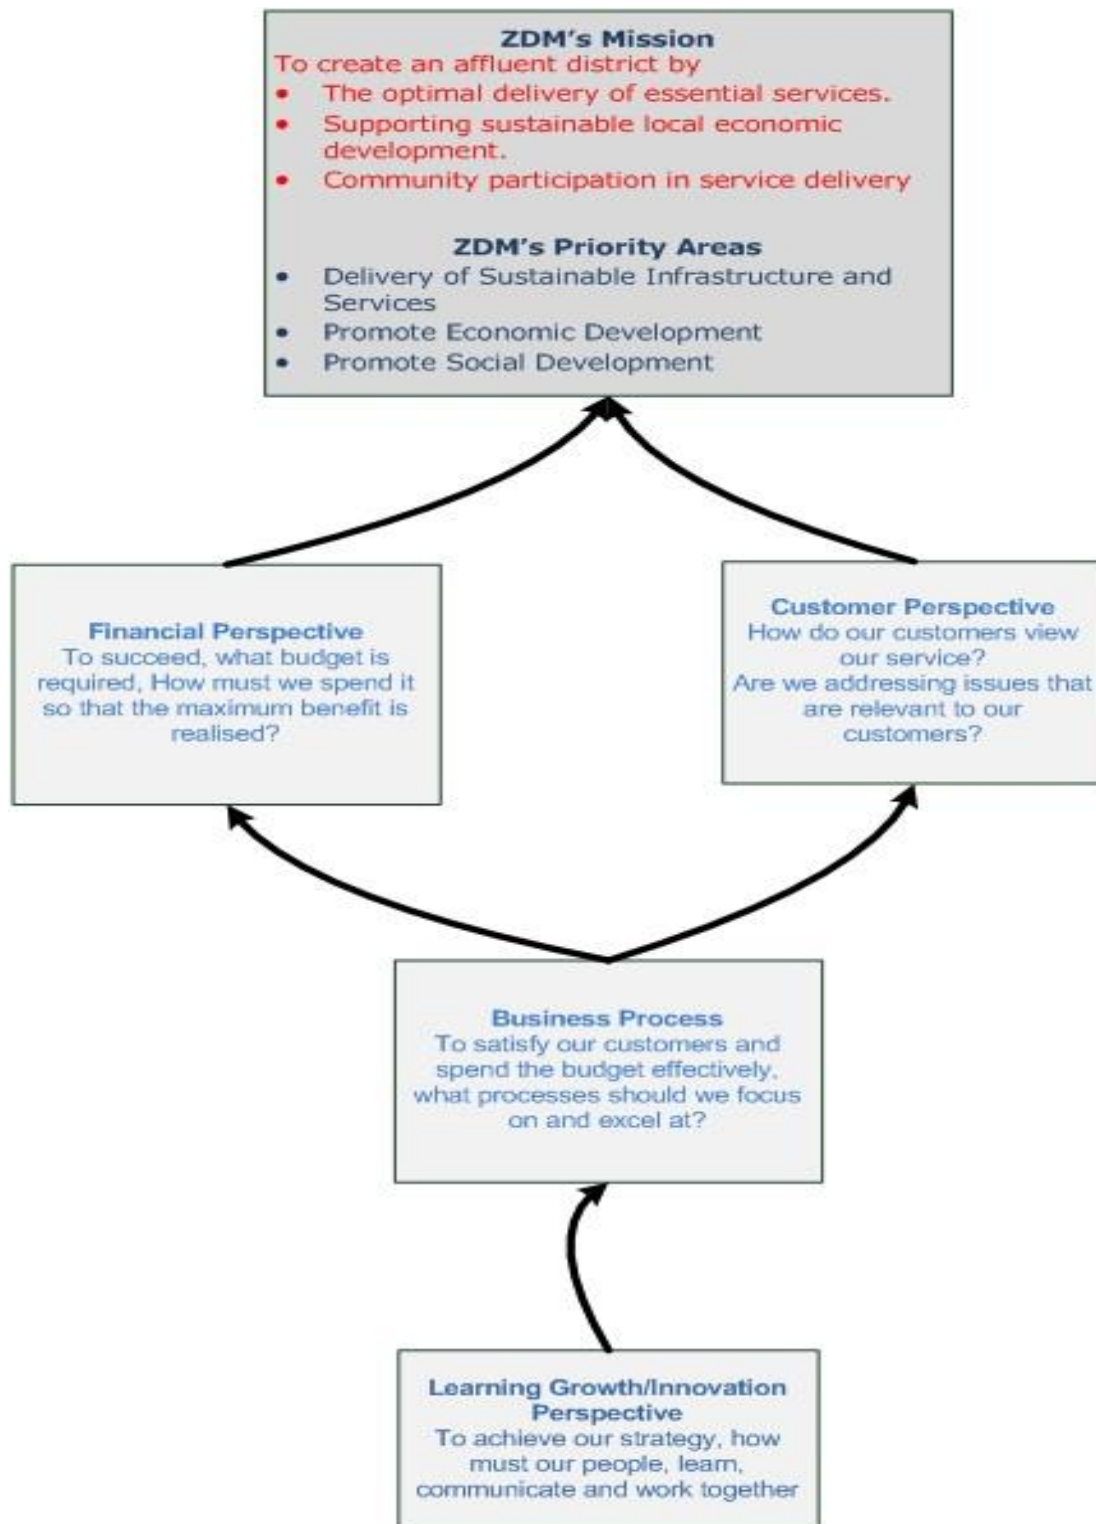 ZDM's Mission
To create an affluent district by
• The optimal delivery of essential services.
• Supporting sustainable local economic
development.
• Community participation in service delivery
ZDM's Priority Areas
• Delivery of Sustainable Infrastructure and
Services
• Promote Economic Development
• Promote Social Development
Financial Perspective
To succeed, what budget is
required, How must we spend it
so that the maximum benefit is
realised?
Customer Perspective
How do our customers view
our service?
Are we addressing issues that
are relevant to our
customers?
Business Process
To satisfy our customers and
spend the budget effectively,
what processes should we focus
on and excel at?
Learning Growth/Innovation
Perspective
To achieve our strategy, how
must our people, learn,
communicate and work together